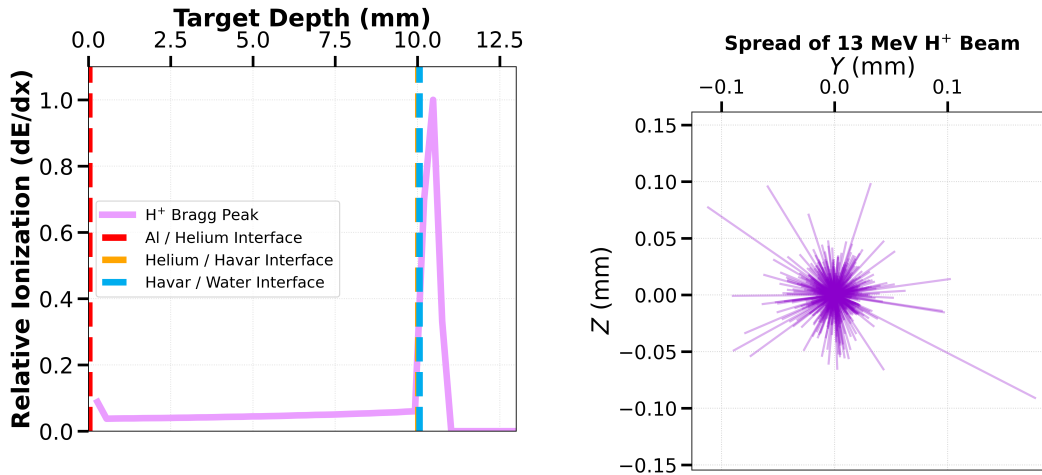 Target Depth (mm)
0.0 2.5 5.0 7.5 10.0 12.5
Relative Ionization (dE/dx)
1.0
0.8
0.6
0.4
0.2
0.0
H⁺ Bragg Peak
Al / Helium Interface
Helium / Havar Interface
Havar / Water Interface
Spread of 13 MeV H⁺ Beam
Y (mm)
−0.1 0.0 0.1
Z (mm)
0.15
0.10
0.05
0.00
−0.05
−0.10
−0.15